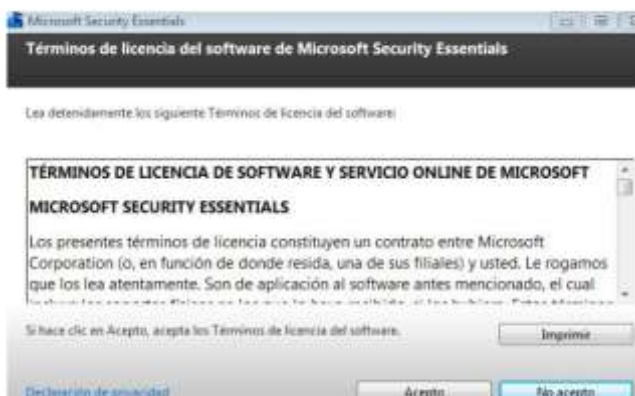 Microsoft Security Essentials
Términos de licencia del software de Microsoft Security Essentials
Lea detenidamente los siguiente Términos de licencia del software:
TÉRMINOS DE LICENCIA DE SOFTWARE Y SERVICIO ONLINE DE MICROSOFT
MICROSOFT SECURITY ESSENTIALS
Los presentes términos de licencia constituyen un contrato entre Microsoft
Corporation (o, en función de donde resida, una de sus filiales) y usted. Le rogamos
que los lea atentamente. Son de aplicación al software antes mencionado, el cual
Si hace clic en Acepto, acepta los Términos de licencia del software.
Imprimir
Declaración de privacidad
Acepto
No acepto